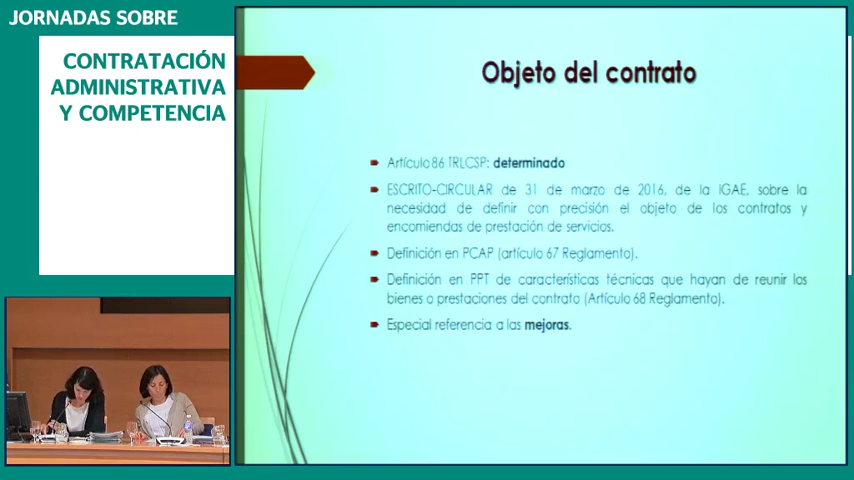 JORNADAS SOBRE
CONTRATACIÓN
ADMINISTRATIVA
Y COMPETENCIA
Objeto del contrato
Artículo 86 TRLCSP: determinado
ESCRITO-CIRCULAR de 31 de marzo de 2016, de la IGAE, sobre la
necesidad de definir con precisión el objeto de los contratos y
encomiendas de prestación de servicios.
Definición en PCAP (artículo 67 Reglamento).
Definición en PPT de características técnicas que hayan de reunir los
bienes o prestaciones del contrato (Artículo 68 Reglamento).
Especial referencia a las mejoras.